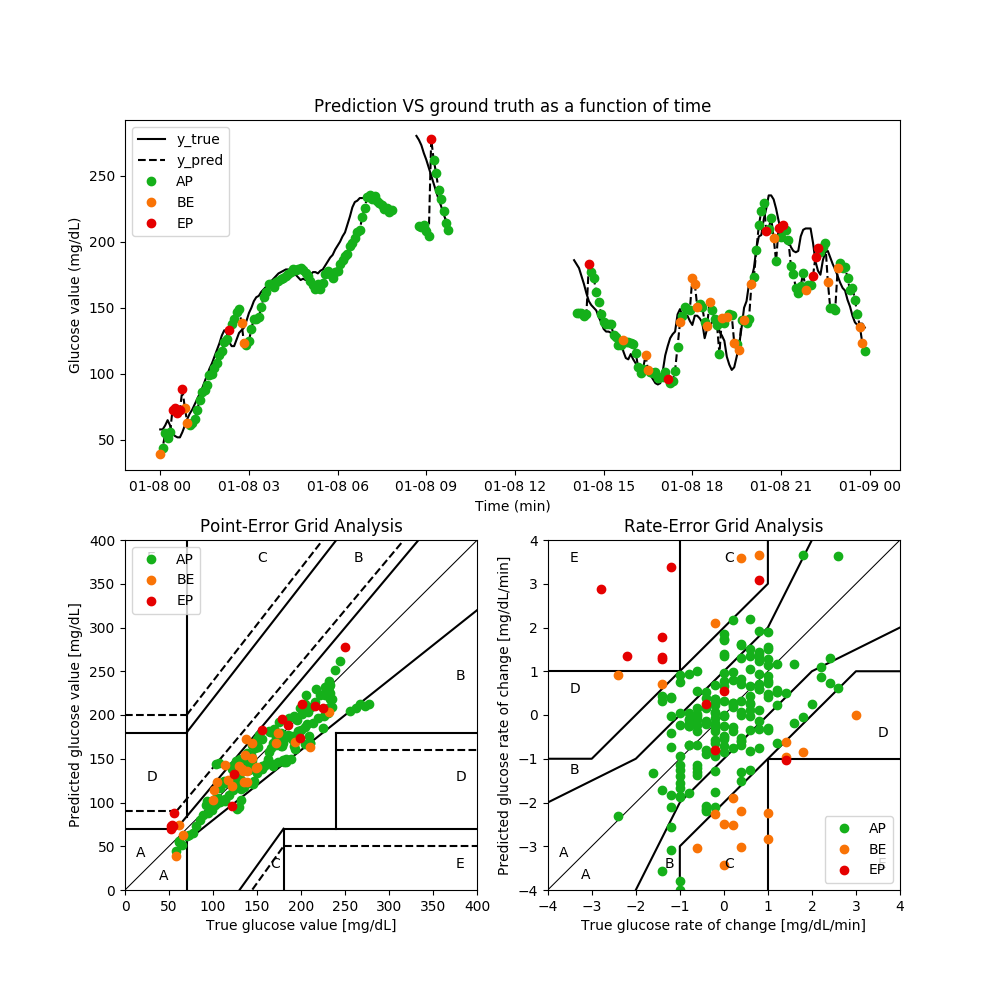 Prediction VS ground truth as a function of time
y_true
y_pred
AP
BE
EP
Glucose value (mg/dL)
250
200
150
100
50
01-08 00 01-08 03 01-08 06 01-08 09 01-08 12 01-08 15 01-08 18 01-08 21 01-09 00
Time (min)
Point-Error Grid Analysis
Predicted glucose value [mg/dL]
400
350
300
250
200
150
100
50
0
AP
BE
EP
C B
B
D D
A
A C E
0 50 100 150 200 250 300 350 400
True glucose value [mg/dL]
Rate-Error Grid Analysis
Predicted glucose rate of change [mg/dL/min]
4
3
2
1
0
−1
−2
−3
−4
E C
D
D
B
A
A B C
AP
BE
EP
−4 −3 −2 −1 0 1 2 3 4
True glucose rate of change [mg/dL/min]